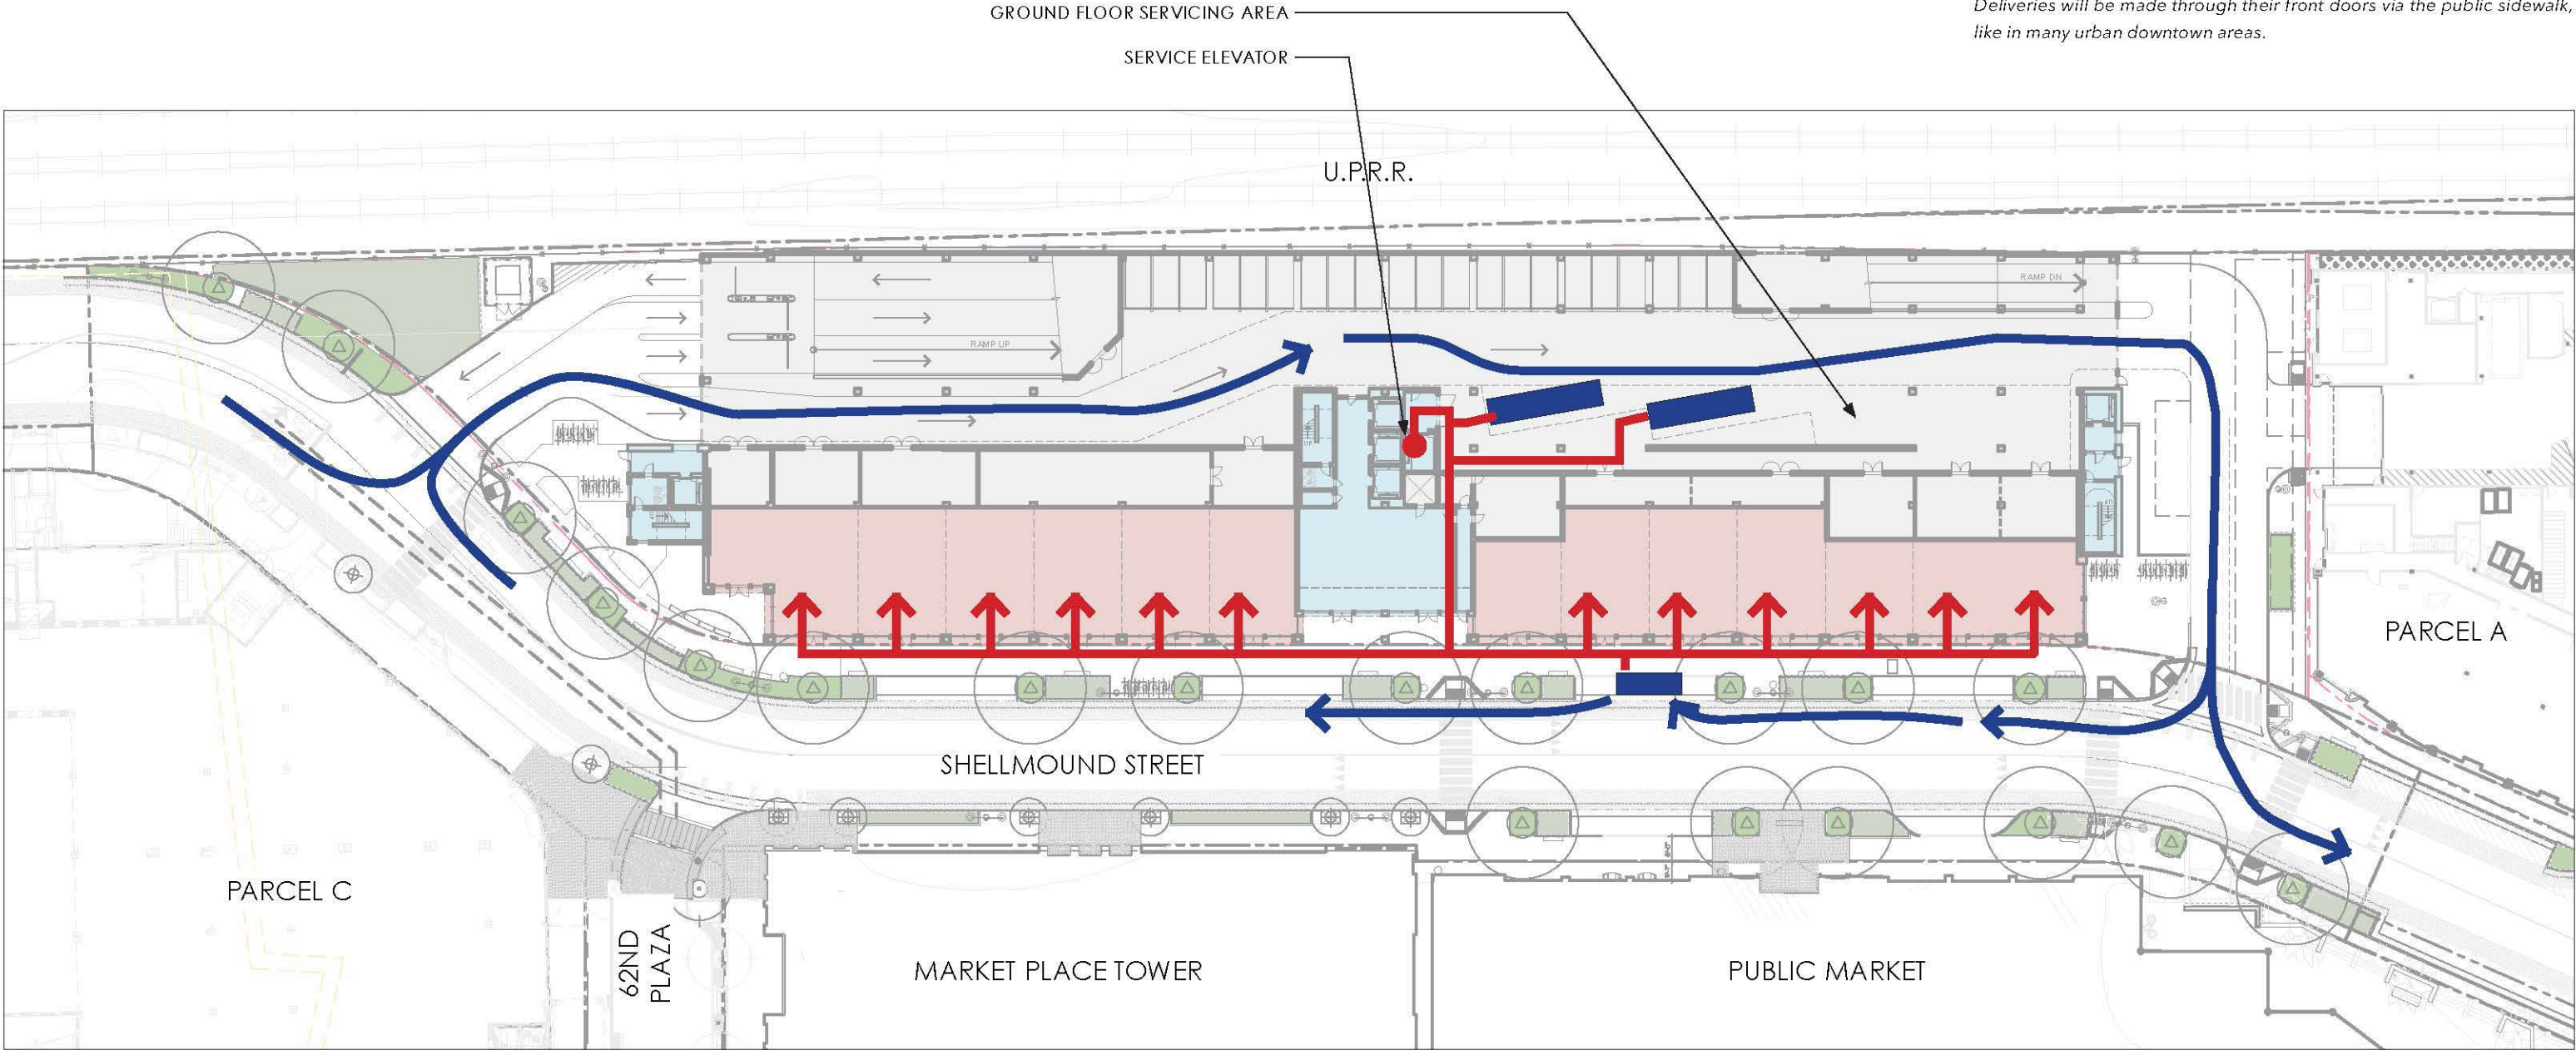 Deliveries will be made through their front doors via the public sidewalk,
like in many urban downtown areas.
GROUND FLOOR SERVICING AREA
SERVICE ELEVATOR
U.P.R.R.
RAMP DN
RAMP UP
PARCEL A
SHELLMOUND STREET
PARCEL C
62ND
PLAZA
MARKET PLACE TOWER
PUBLIC MARKET